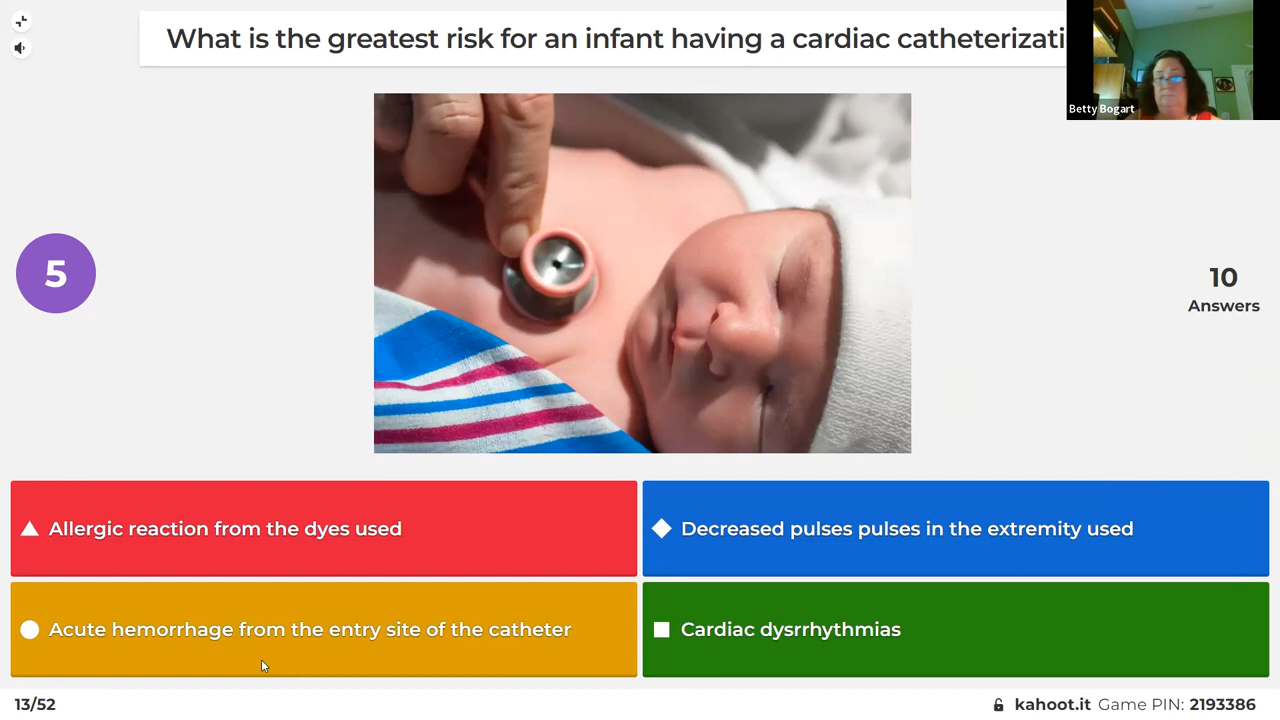 What is the greatest risk for an infant having a cardiac catheterizati
Betty Bogart
5
10
Answers
Allergic reaction from the dyes used
Decreased pulses pulses in the extremity used
Acute hemorrhage from the entry site of the catheter
Cardiac dysrrhythmias
13/52
kahoot.it Game PIN: 2193386